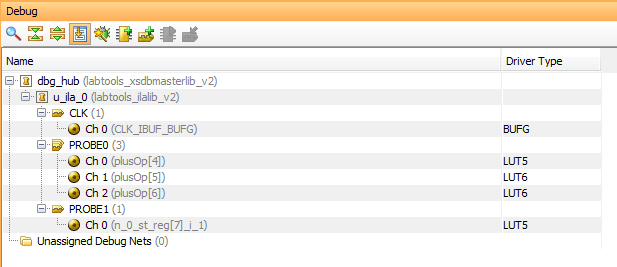 Debug
Name Driver Type
dbg_hub (labtools_xsdbmasterlib_v2)
u_ila_0 (labtools_ilalib_v2)
CLK (1)
Ch 0 (CLK_IBUF_BUFG) BUFG
PROBE0 (3)
Ch 0 (plusOp[4]) LUT5
Ch 1 (plusOp[5]) LUT6
Ch 2 (plusOp[6]) LUT6
PROBE1 (1)
Ch 0 (n_0_st_reg[7]_i_1) LUT5
Unassigned Debug Nets (0)